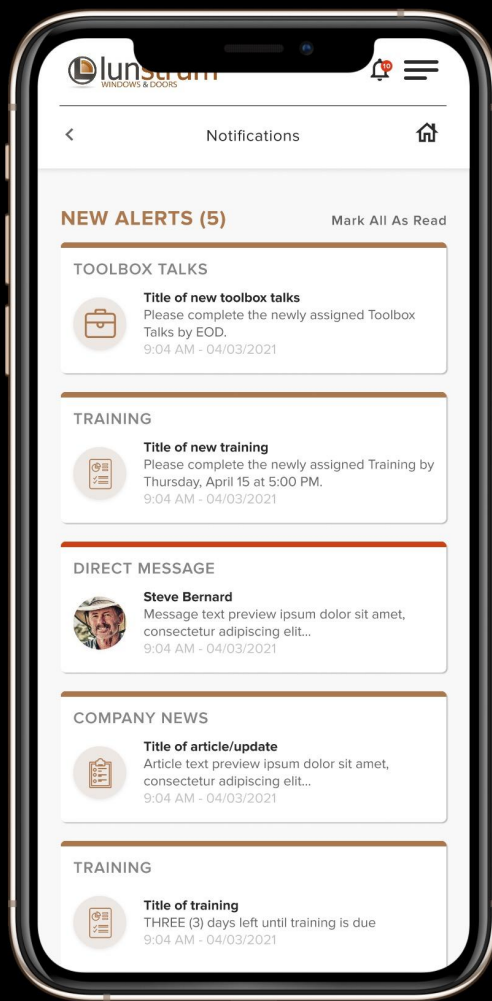 lunstrum
WINDOWS & DOORS
10
Notifications
NEW ALERTS (5)
Mark All As Read
TOOLBOX TALKS
Title of new toolbox talks
Please complete the newly assigned Toolbox
Talks by EOD.
9:04 AM - 04/03/2021
TRAINING
Title of new training
Please complete the newly assigned Training by
Thursday, April 15 at 5:00 PM.
9:04 AM - 04/03/2021
DIRECT MESSAGE
Steve Bernard
Message text preview ipsum dolor sit amet,
consectetur adipiscing elit...
9:04 AM - 04/03/2021
COMPANY NEWS
Title of article/update
Article text preview ipsum dolor sit amet,
consectetur adipiscing elit...
9:04 AM - 04/03/2021
TRAINING
Title of training
THREE (3) days left until training is due
9:04 AM - 04/03/2021